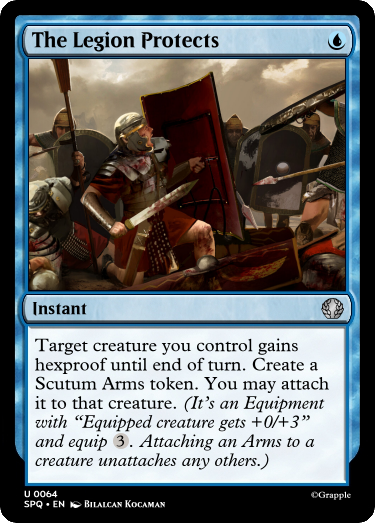 The Legion Protects
Instant
Target creature you control gains
hexproof until end of turn. Create a
Scutum Arms token. You may attach
it to that creature. (It's an Equipment
with “Equipped creature gets +0/+3”
and equip 3. Attaching an Arms to a
creature unattaches any others.)
U 0064
©Grapple
SPQ • EN Bilalcan Kocaman